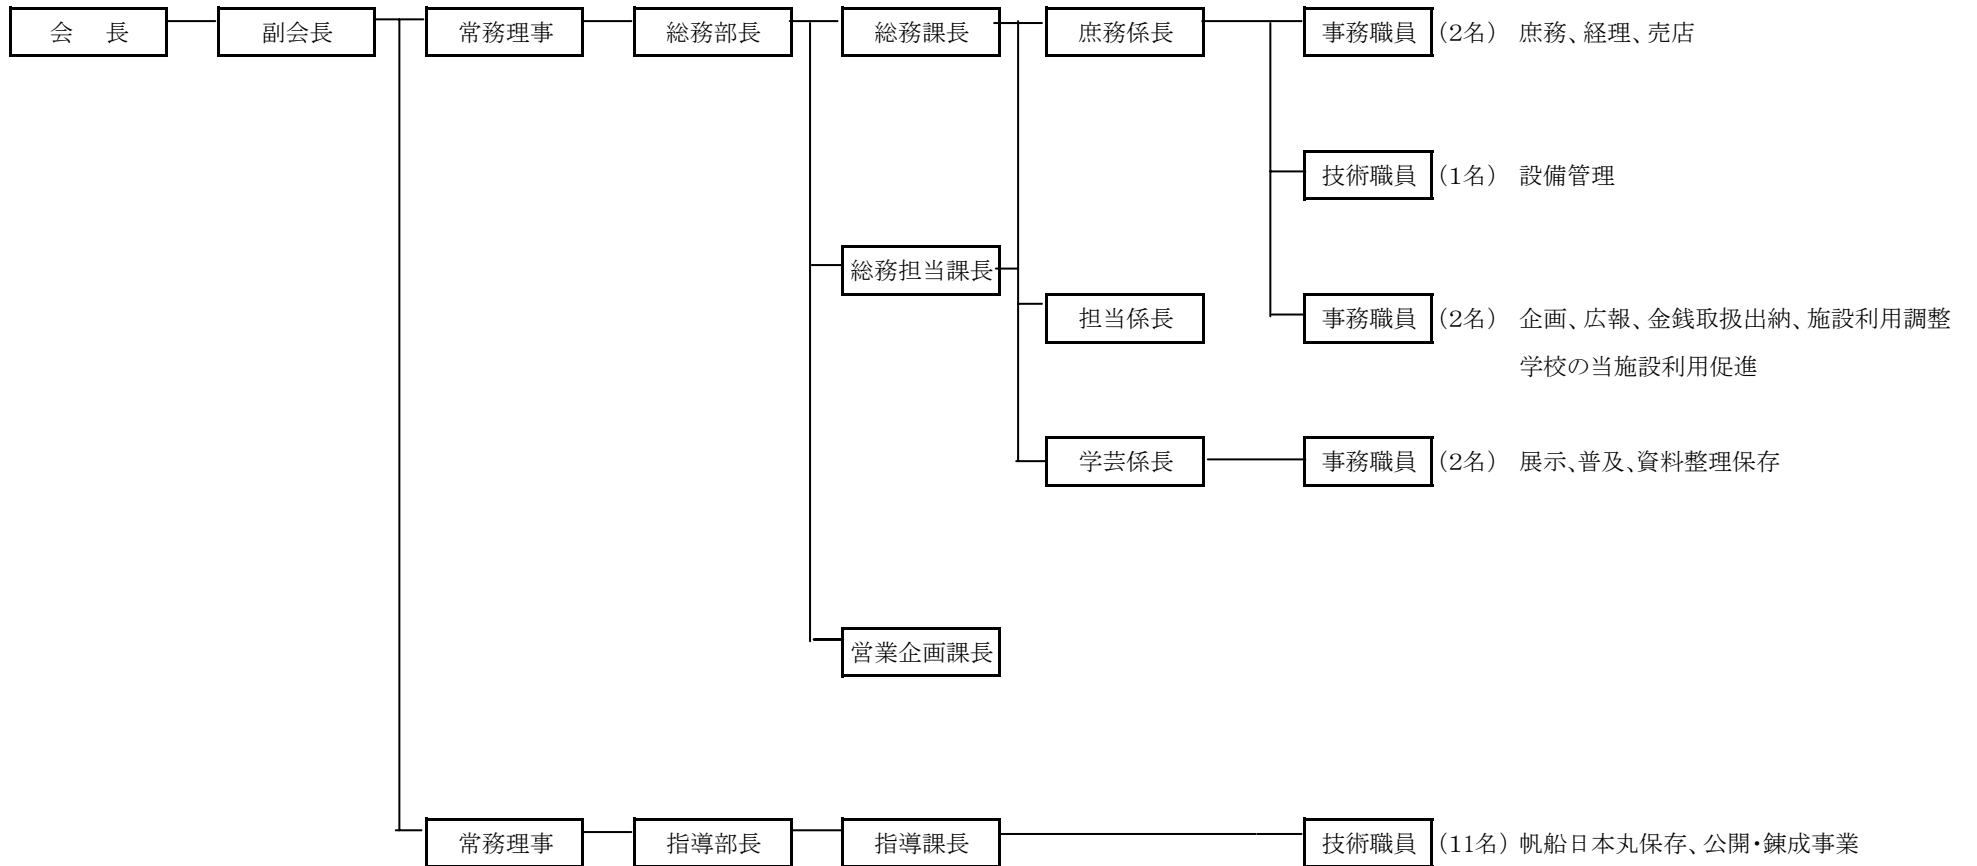 会　長 副会長 常務理事 総務部長 総務課長 庶務係長 事務職員 (2名) 庶務、経理、売店
技術職員 (1名) 設備管理
総務担当課長
担当係長 事務職員 (2名) 企画、広報、金銭取扱出納、施設利用調整
学校の当施設利用促進
学芸係長 事務職員 (2名) 展示、普及、資料整理保存
営業企画課長
常務理事 指導部長 指導課長 技術職員 (11名) 帆船日本丸保存、公開・錬成事業